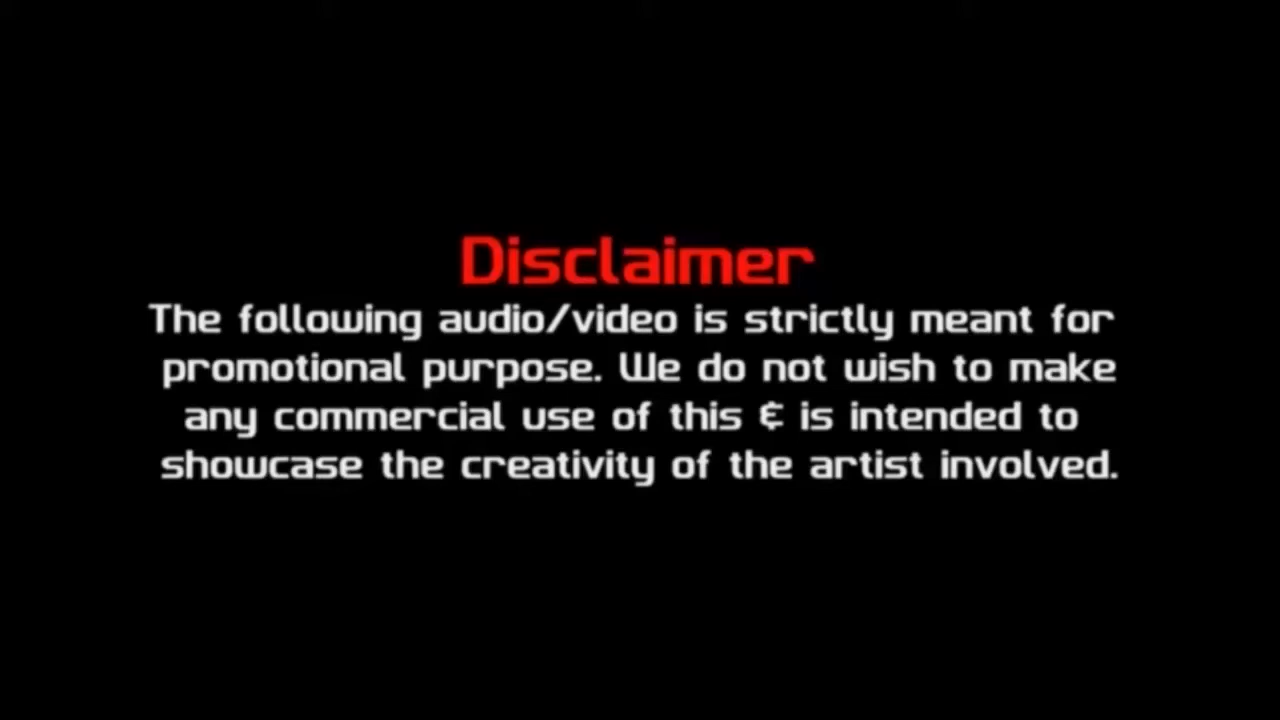 Disclaimer
The following audio/video is strictly meant for
promotional purpose. We do not wish to make
any commercial use of this & is intended to
showcase the creativity of the artist involved.